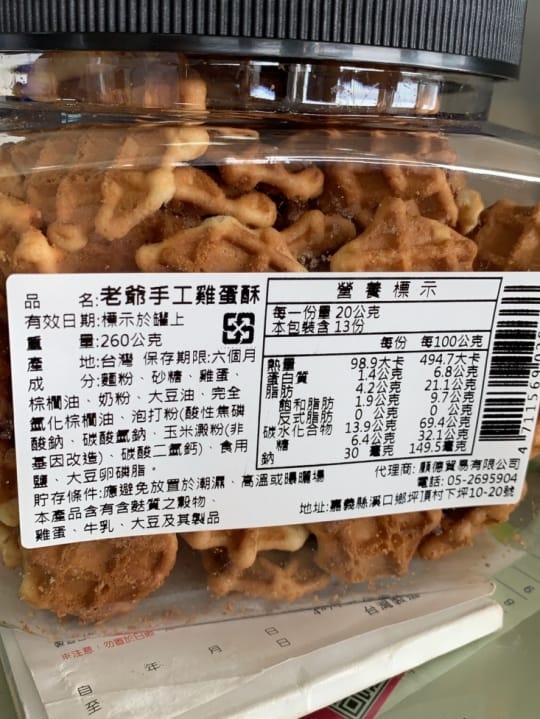 品 名:老爺手工雞蛋酥
有效日期:標示於罐上
重 量:260公克
產 地:台灣 保存期限:六個月
成 分:麵粉、砂糖、雞蛋、
棕櫚油、奶粉、大豆油、完全
氫化棕櫚油、泡打粉(酸性焦磷
酸鈉、碳酸氫鈉、玉米澱粉(非
基因改造)、碳酸二氫鈣)、食用
鹽、大豆卵磷脂。
貯存條件:應避免放置於潮濕、高溫或曝曬場
本產品含有含麩質之穀物、
雞蛋、牛乳、大豆及其製品
營養標示
每一份量 20公克
本包裝含 13份
每份 每100公克
熱量 98.9大卡 494.7大卡
蛋白質 1.4公克 6.8公克
脂肪 4.2公克 21.1公克
飽和脂肪 1.9公克 9.7公克
反式脂肪 0 公克 0 公克
碳水化合物 13.9公克 69.4公克
糖 6.4公克 32.1公克
鈉 30 毫克 149.5毫克
代理商: 顧德貿易有限公司
電話: 05-2695904
地址:嘉義縣溪口鄉坪頂村下坪10-20號
4 711569
年 月 日
日
自
至